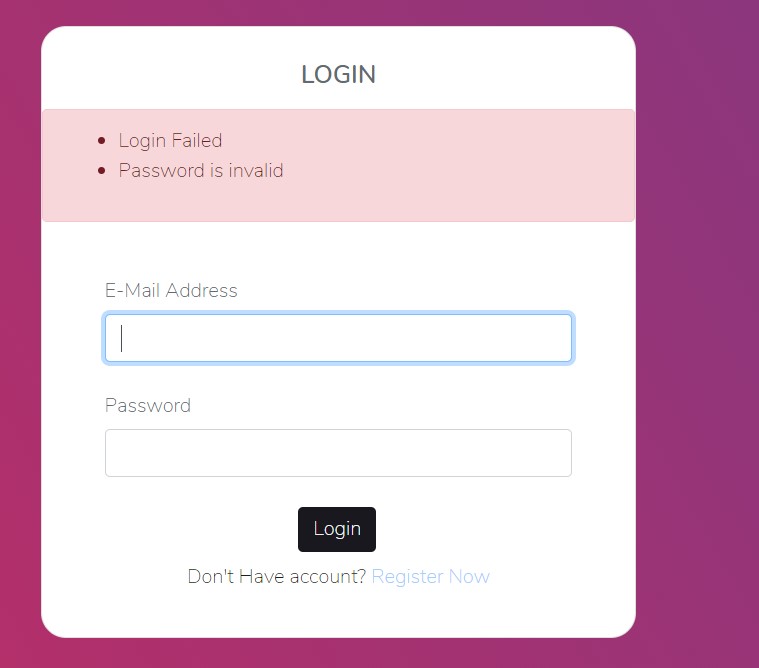 LOGIN
Login Failed
Password is invalid
E-Mail Address
Password
Login
Don't Have account? Register Now